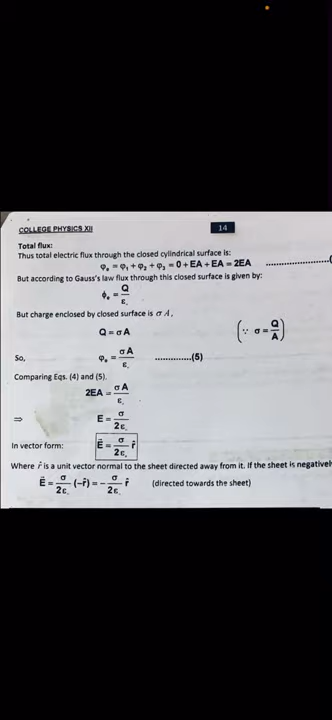 COLLEGE PHYSICS XII 14
Total flux:
Thus total electric flux through the closed cylindrical surface is:
φₑ = φ₁ + φ₂ + φ₃ = 0 + EA + EA = 2EA ....................(
But according to Gauss's law flux through this closed surface is given by:
ϕₑ = Q/ε₀
But charge enclosed by closed surface is σ A,
Q = σA (∵ σ = Q/A)
So, φₑ = σA/ε₀ ..............(5)
Comparing Eqs. (4) and (5).
2EA = σA/ε₀
⇒ E = σ/2ε₀
In vector form: E⃗ = σ/2ε₀ r̂
Where r̂ is a unit vector normal to the sheet directed away from it. If the sheet is negativel
E⃗ = σ/2ε₀ (-r̂) = - σ/2ε₀ r̂ (directed towards the sheet)